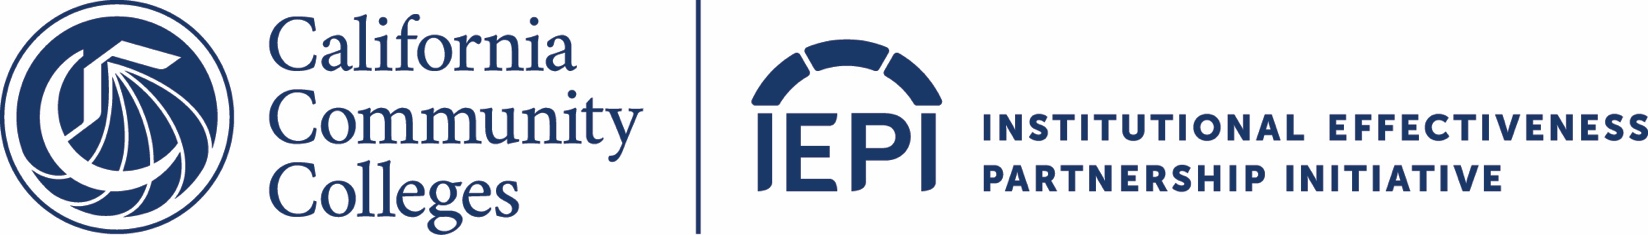 California
Community
Colleges
IEPI
INSTITUTIONAL EFFECTIVENESS
PARTNERSHIP INITIATIVE